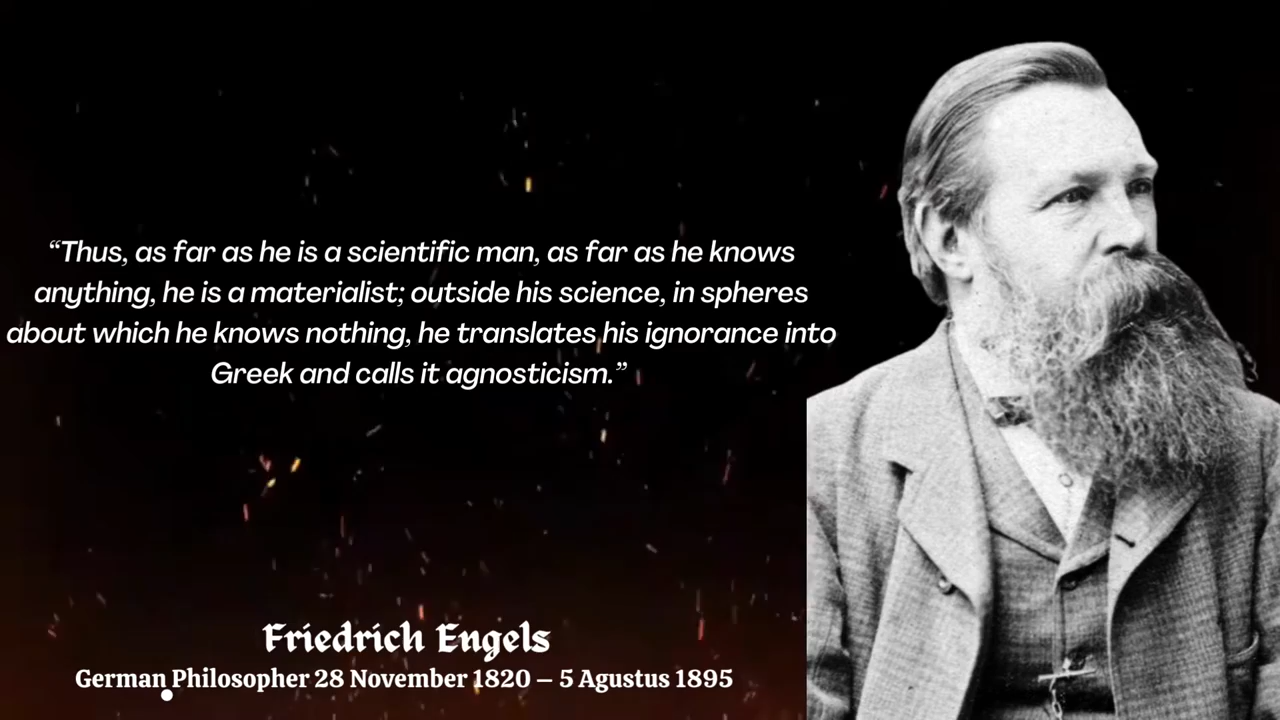 “Thus, as far as he is a scientific man, as far as he knows
anything, he is a materialist; outside his science, in spheres
about which he knows nothing, he translates his ignorance into
Greek and calls it agnosticism.”
Friedrich Engels
German Philosopher 28 November 1820 – 5 Agustus 1895